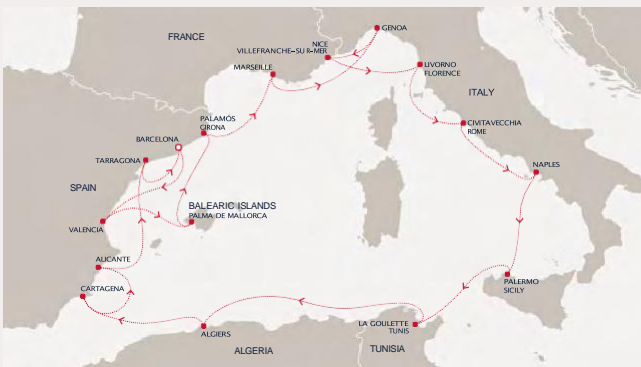 FRANCE
GENOA
NICE
VILLEFRANCHE-SUR-MER
MARSEILLE
LIVORNO
FLORENCE
ITALY
PALAMÓS
GIRONA
CIVITAVECCHIA
ROME
BARCELONA
TARRAGONA
NAPLES
SPAIN
BALEARIC ISLANDS
PALMA DE MALLORCA
VALENCIA
ALICANTE
PALERMO
SICILY
CARTAGENA
LA GOULETTE
TUNIS
ALGIERS
ALGERIA
TUNISIA